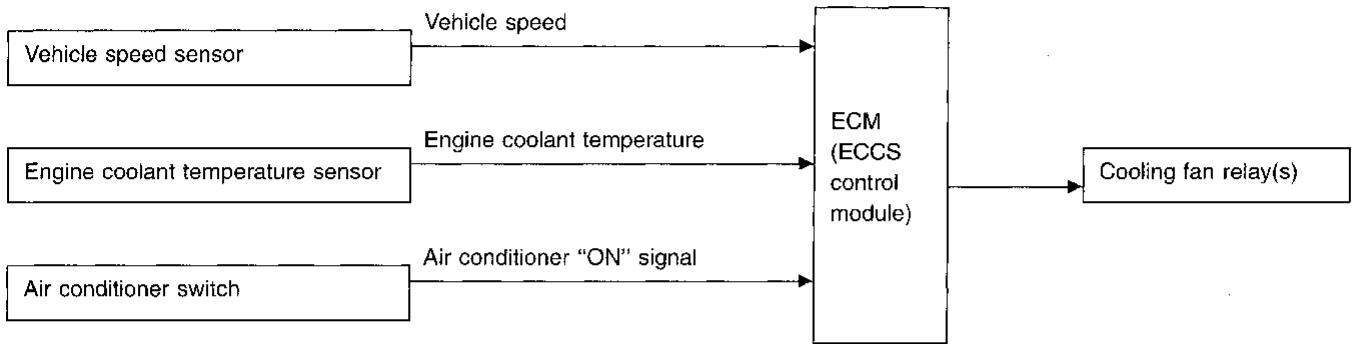 Vehicle speed
Vehicle speed sensor
Engine coolant temperature
Engine coolant temperature sensor
Air conditioner “ON” signal
Air conditioner switch
ECM
(ECCS
control
module)
Cooling fan relay(s)